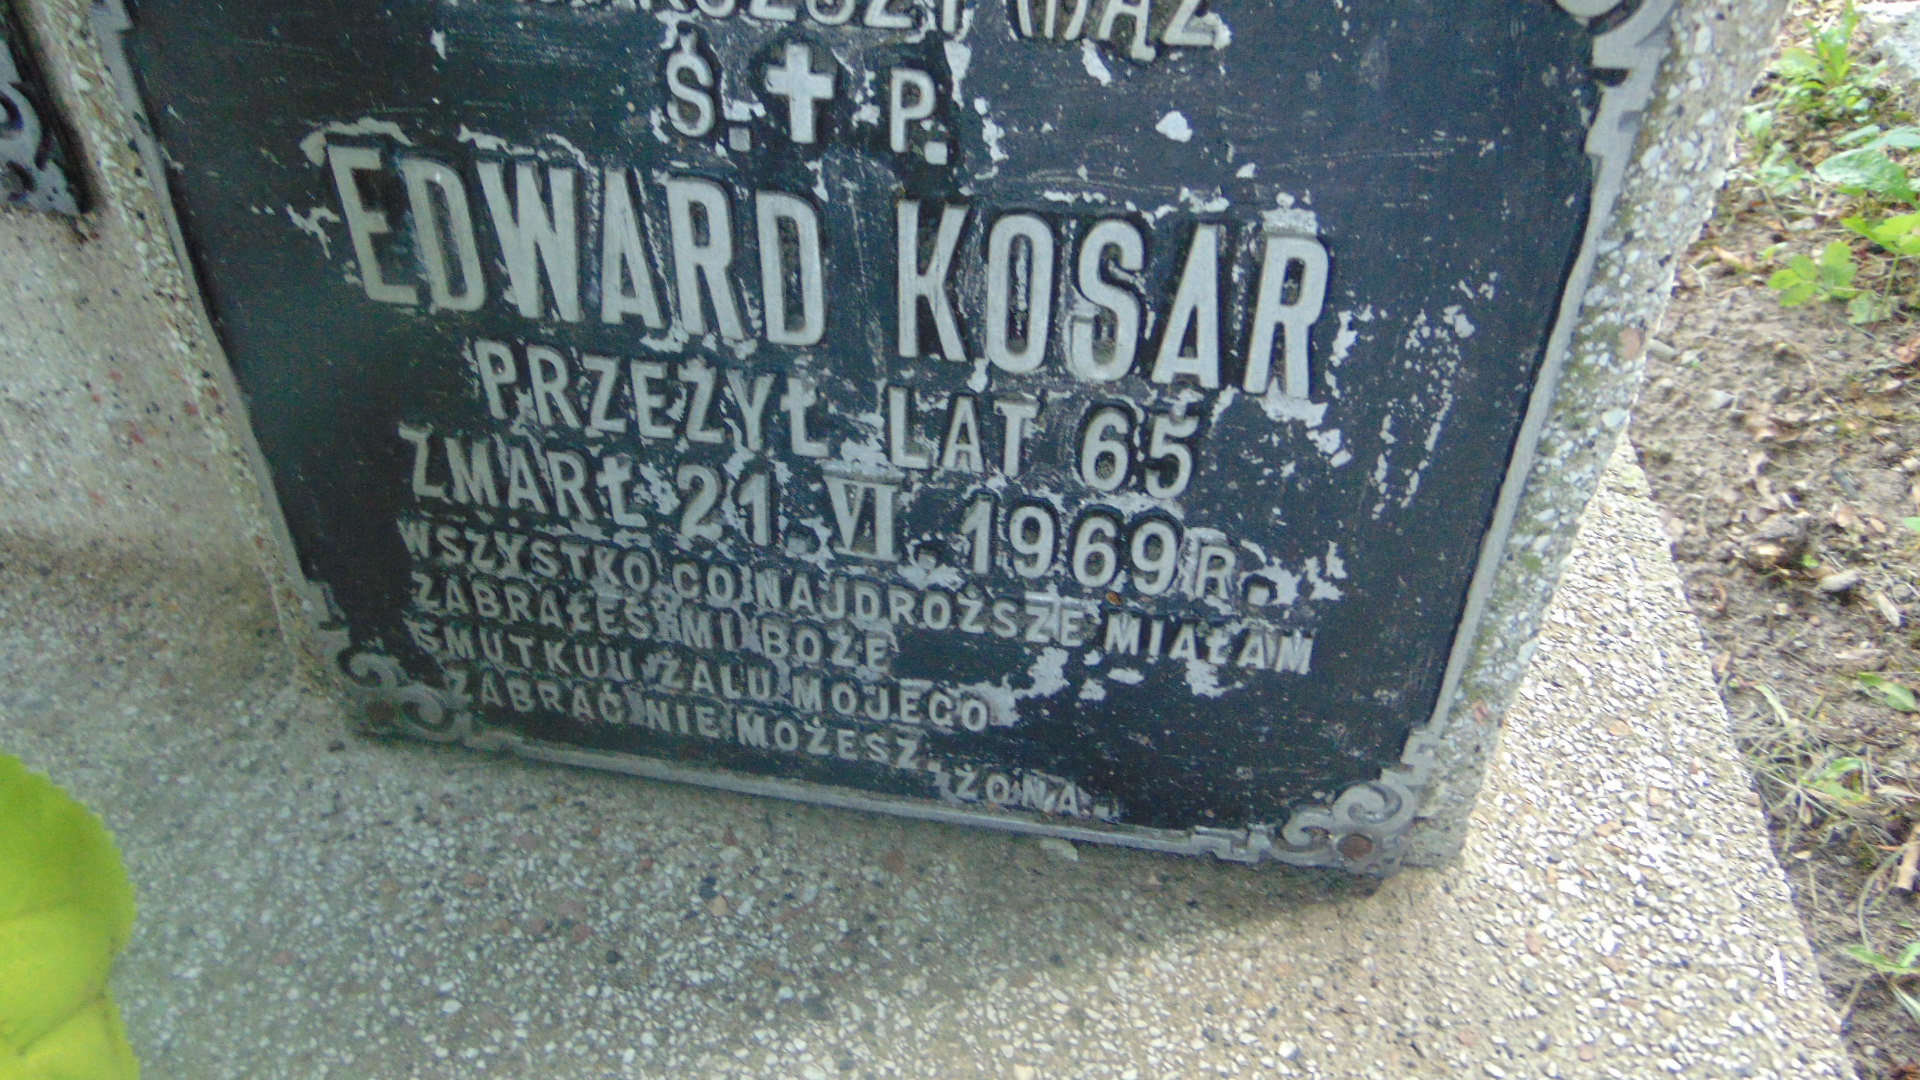 MĄŻ
Ś. P.
EDWARD KOSAR
PRZEŻYŁ LAT 65
ZMARŁ 21. VI. 1969 R.
WSZYSTKO, CO NAJDROŻSZE MIAŁAM
ZABRAŁEŚ MI BOŻE
SMUTKU I ŻALU MOJEGO
ZABRAĆ NIE MOŻESZ. ŻONA.